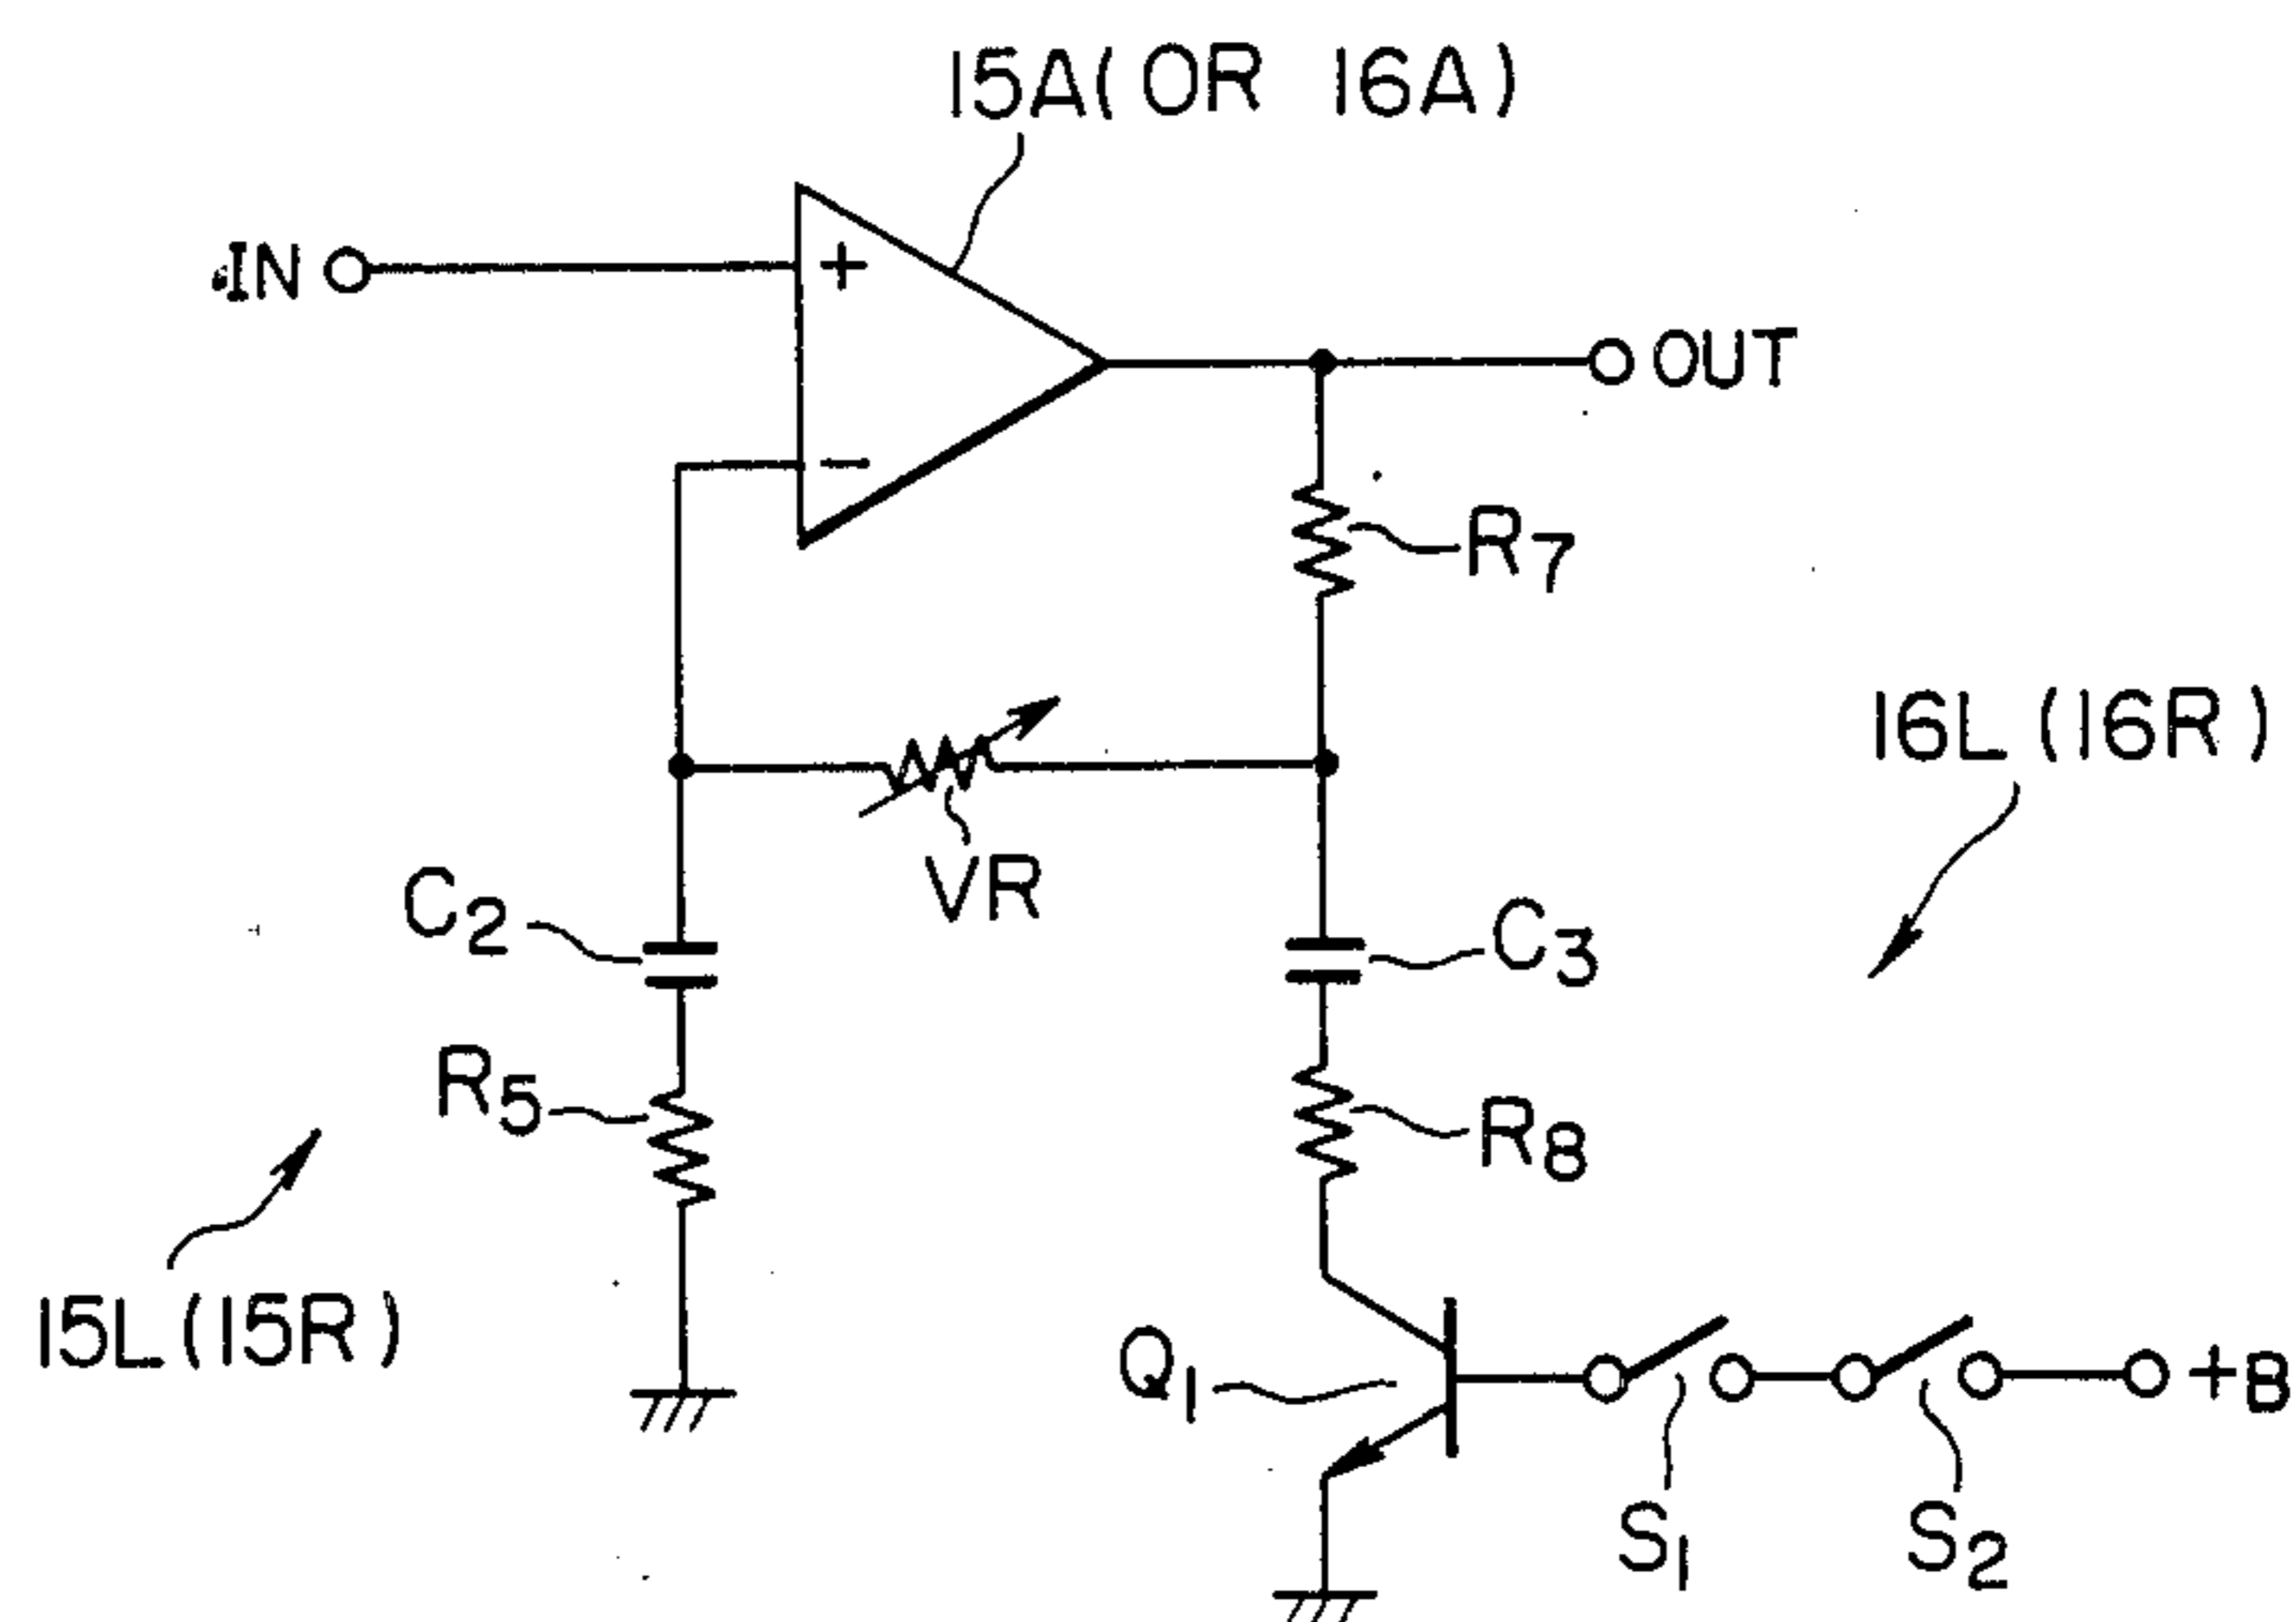 15A(OR 16A)
IN
+
OUT
−
R7
16L(16R)
VR
C2
C3
R5
R8
15L(15R)
Q1
+B
S1
S2